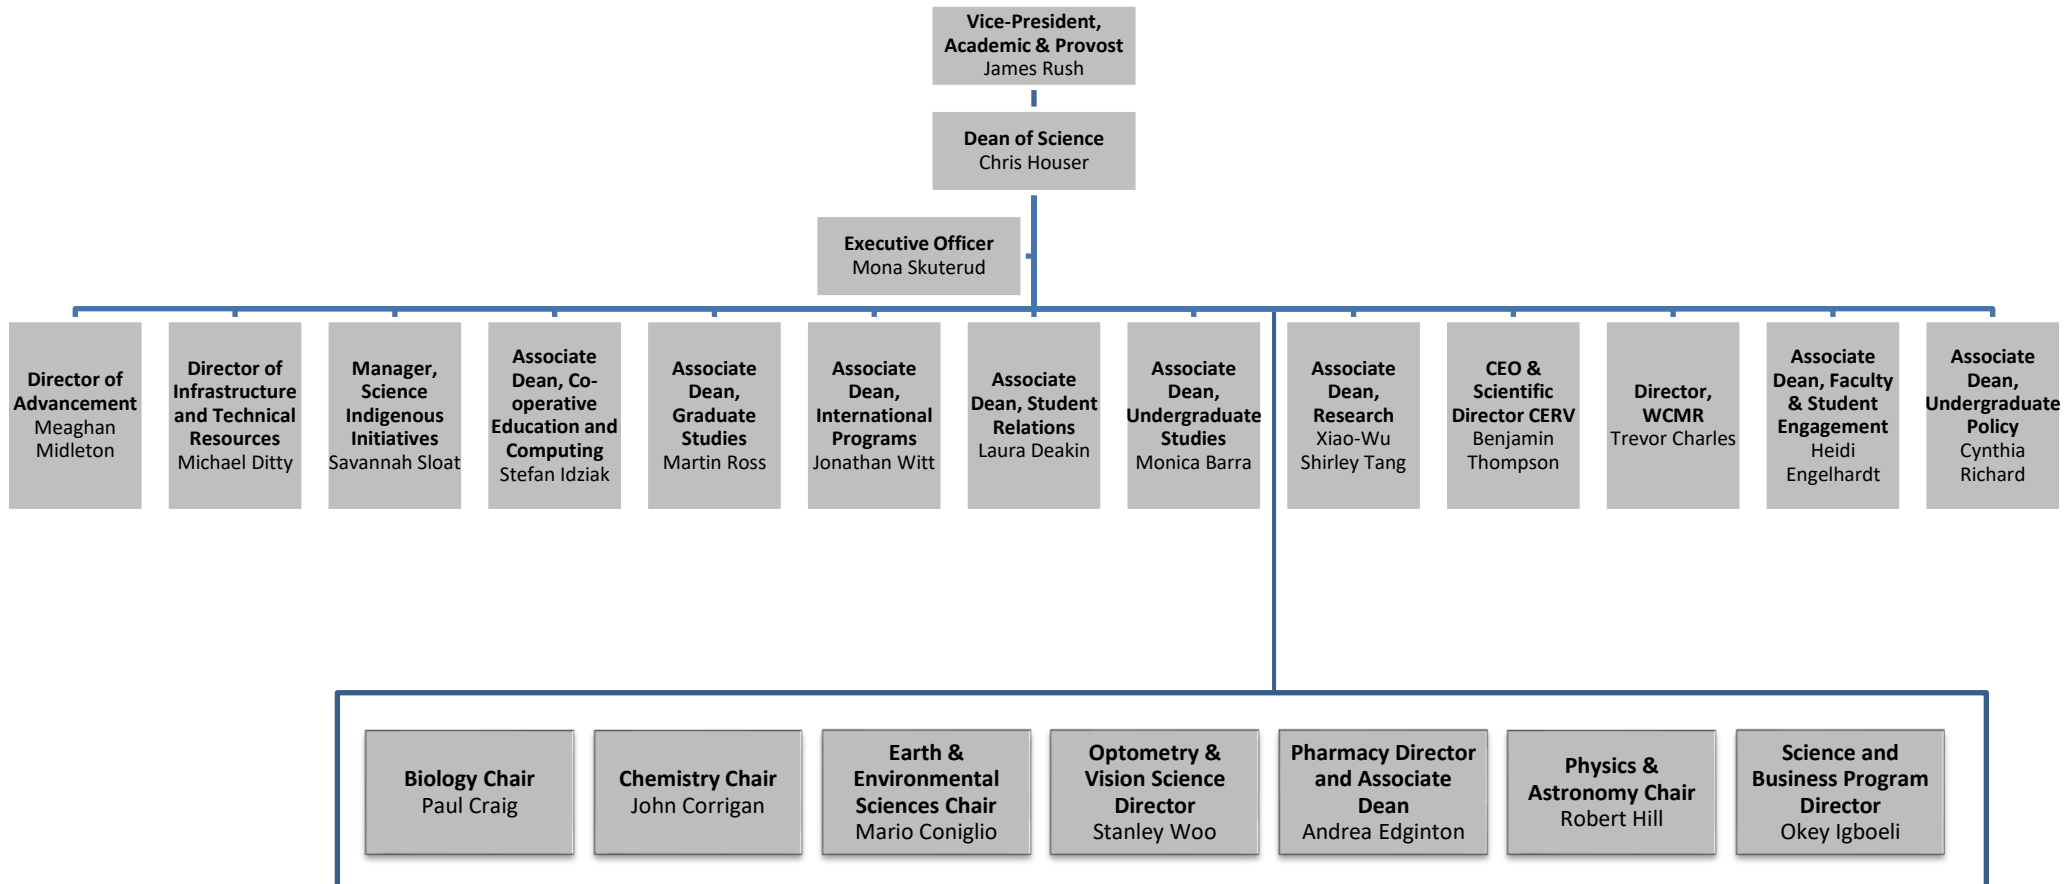 Vice-President,
Academic & Provost
James Rush
Dean of Science
Chris Houser
Executive Officer
Mona Skuterud
Director of
Advancement
Meaghan
Midleton
Director of
Infrastructure
and Technical
Resources
Michael Ditty
Manager,
Science
Indigenous
Initiatives
Savannah Sloat
Associate
Dean, Co-
operative
Education and
Computing
Stefan Idziak
Associate
Dean,
Graduate
Studies
Martin Ross
Associate
Dean,
International
Programs
Jonathan Witt
Associate
Dean, Student
Relations
Laura Deakin
Associate
Dean,
Undergraduate
Studies
Monica Barra
Associate
Dean,
Research
Xiao-Wu
Shirley Tang
CEO &
Scientific
Director CERV
Benjamin
Thompson
Director,
WCMR
Trevor Charles
Associate
Dean, Faculty
& Student
Engagement
Heidi
Engelhardt
Associate
Dean,
Undergraduate
Policy
Cynthia
Richard
Biology Chair
Paul Craig
Chemistry Chair
John Corrigan
Earth &
Environmental
Sciences Chair
Mario Coniglio
Optometry &
Vision Science
Director
Stanley Woo
Pharmacy Director
and Associate
Dean
Andrea Edginton
Physics &
Astronomy Chair
Robert Hill
Science and
Business Program
Director
Okey Igboeli